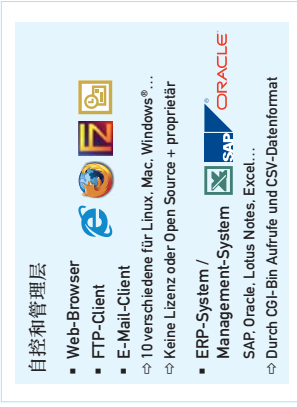 自控和管理层
▪ Web-Browser
▪ FTP-Client
▪ E-Mail-Client
⇨ 10 verschiedene für Linux, Mac, Windows®…
⇨ Keine Lizenz oder Open Source + proprietär
▪ ERP-System /
Management-System
SAP, Oracle, Lotus Notes, Excel…
⇨ Durch CGI-Bin Aufrufe und CSV-Datenformat
FZ
SAP®
ORACLE®